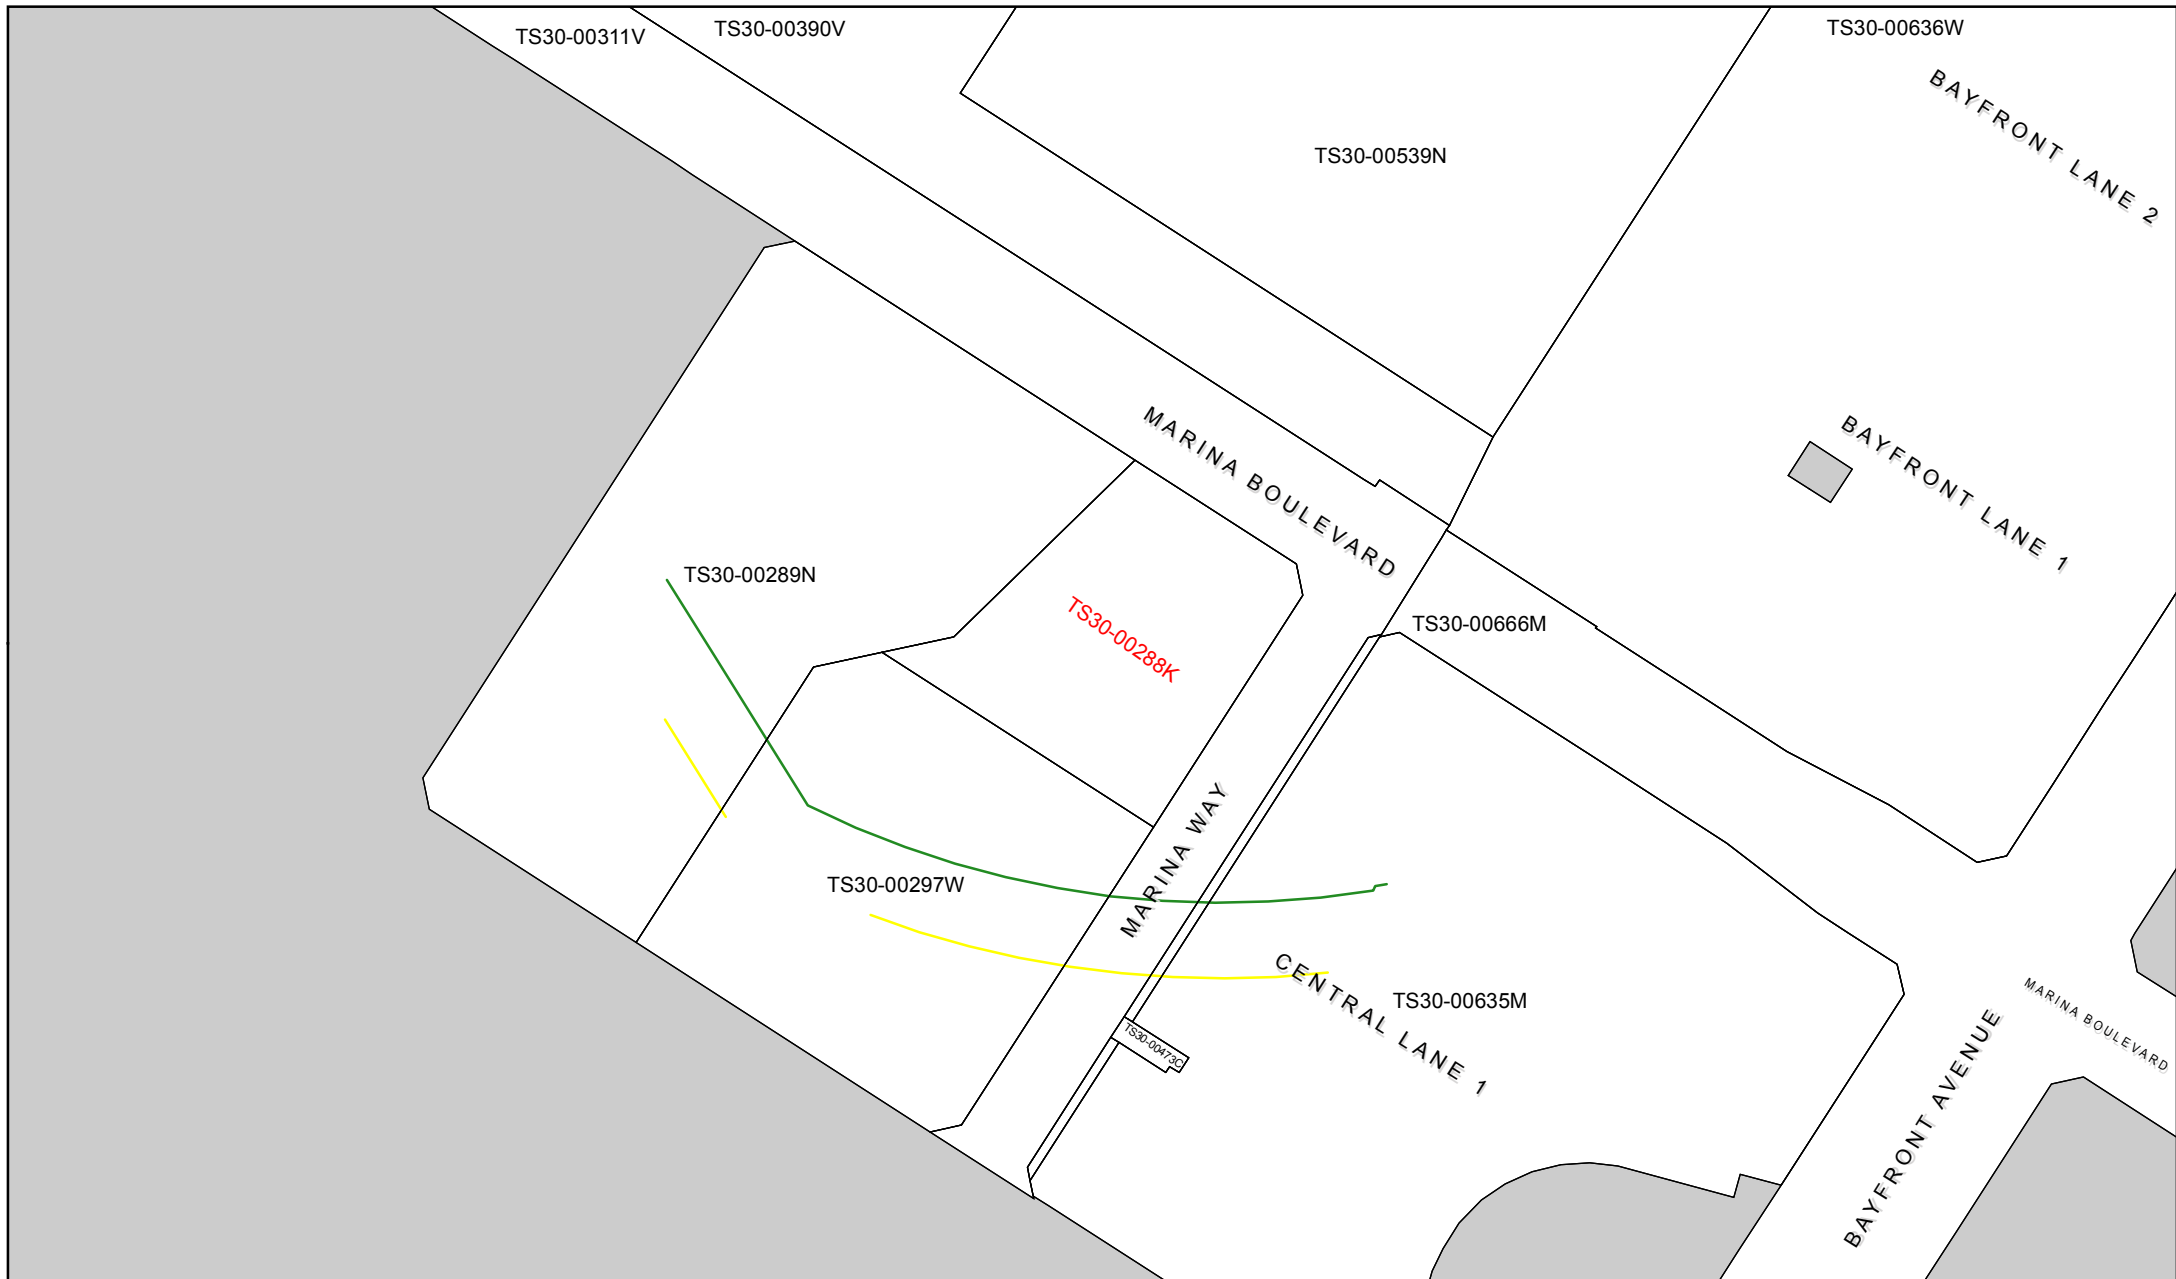 TS30-00311V
TS30-00390V
TS30-00636W
BAYFRONT LANE 2
TS30-00539N
MARINA BOULEVARD
BAYFRONT LANE 1
TS30-00289N
TS30-00288K
TS30-00666M
MARINA WAY
TS30-00297W
CENTRAL LANE 1
TS30-00635M
TS30-00473C
MARINA BOULEVARD
BAYFRONT AVENUE